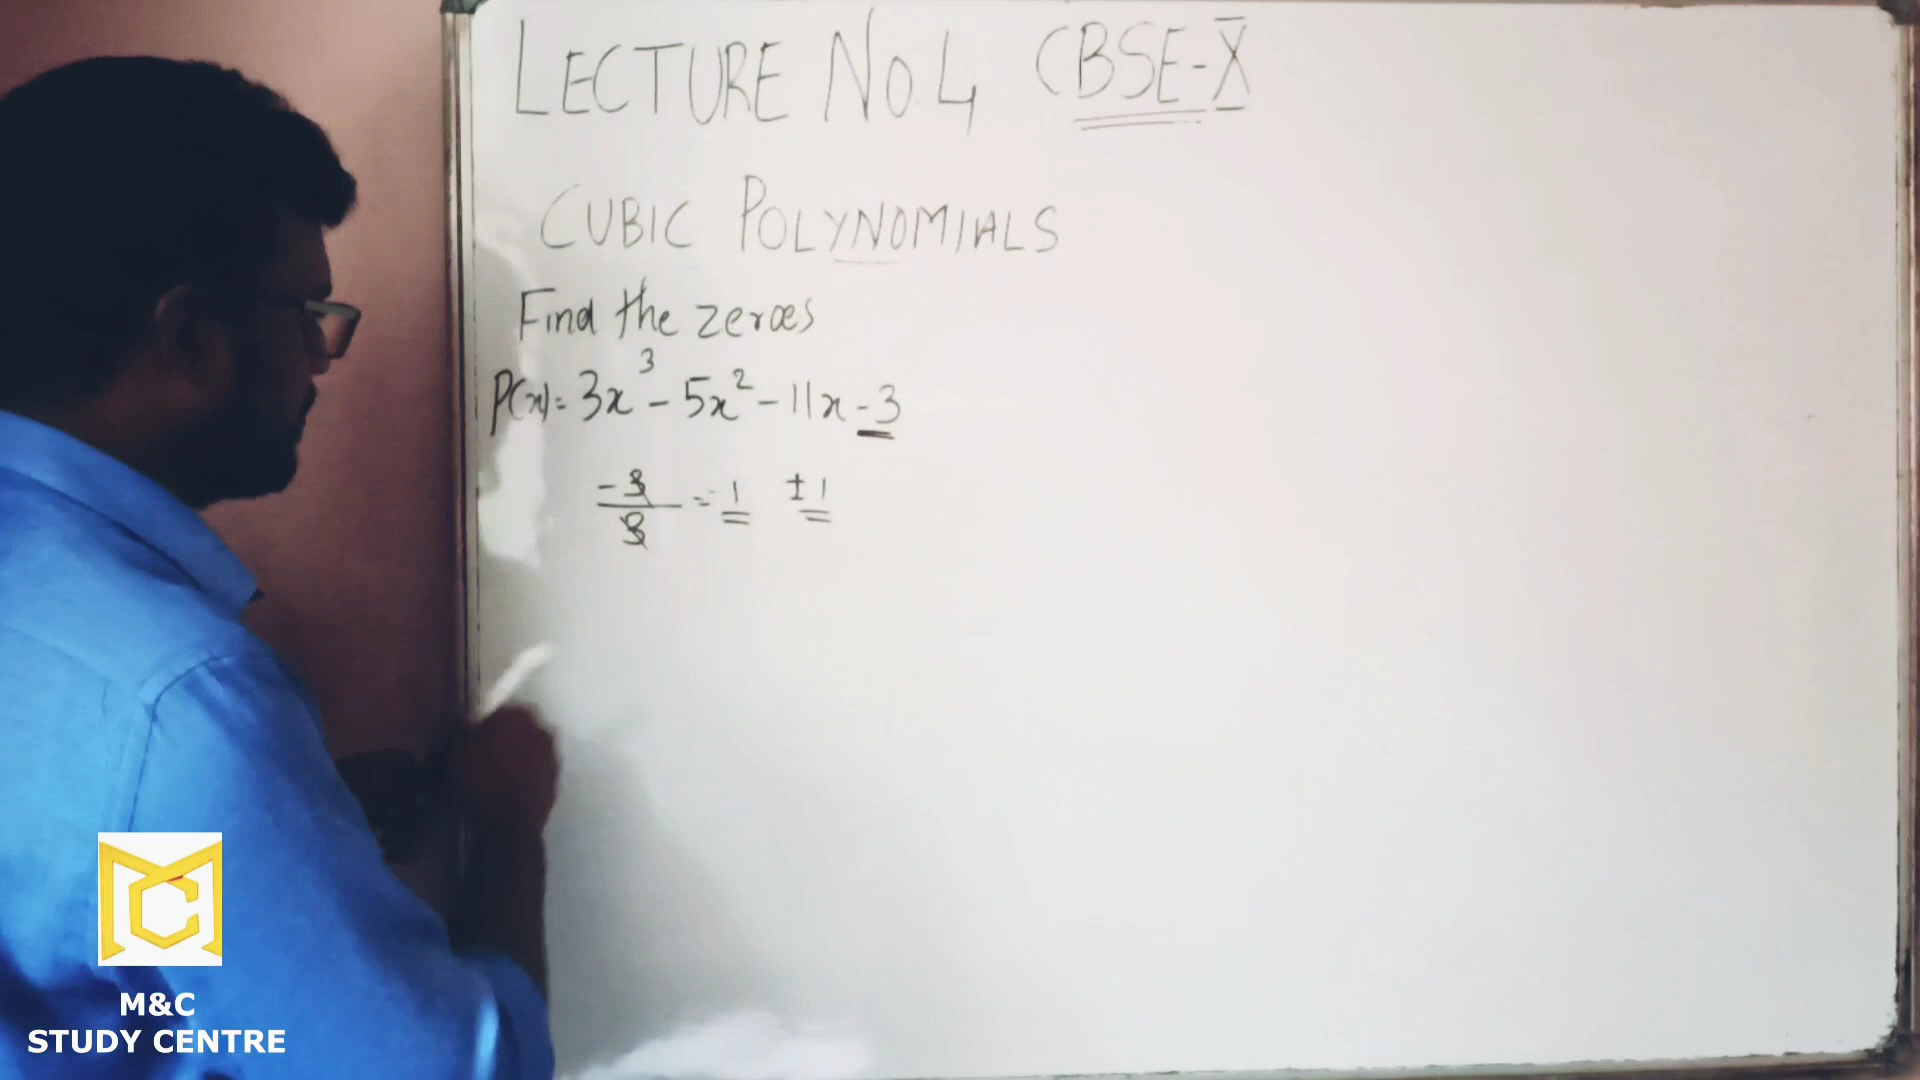 LECTURE NO 4 CBSE-X
CUBIC POLYNOMIALS
Find the zeroes
P(x) = 3x³ - 5x² - 11x - 3
-3/3 = 1 ±1
M&C
STUDY CENTRE